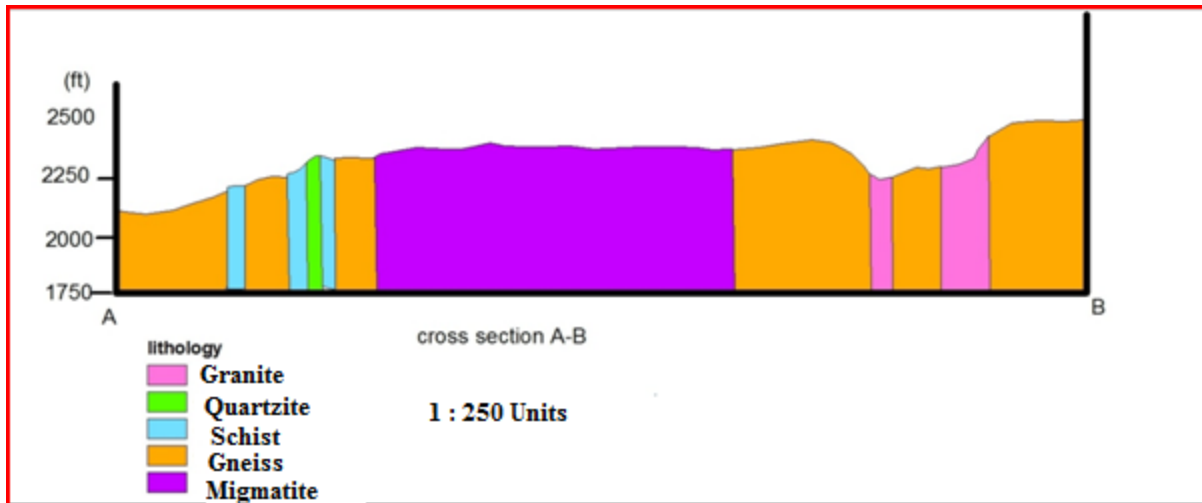 (ft)
2500
2250
2000
1750
A
B
cross section A-B
lithology
Granite
Quartzite
Schist
Gneiss
Migmatite
1 : 250 Units